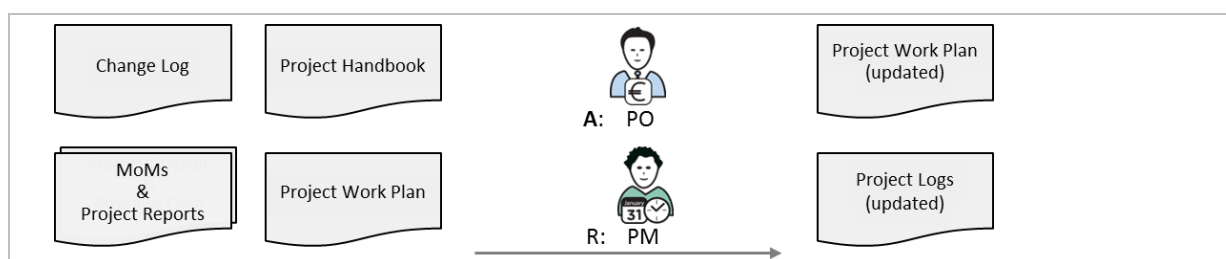 Change Log
Project Handbook
A: PO
Project Work Plan
(updated)
MoMs
&
Project Reports
Project Work Plan
January
31
R: PM
Project Logs
(updated)